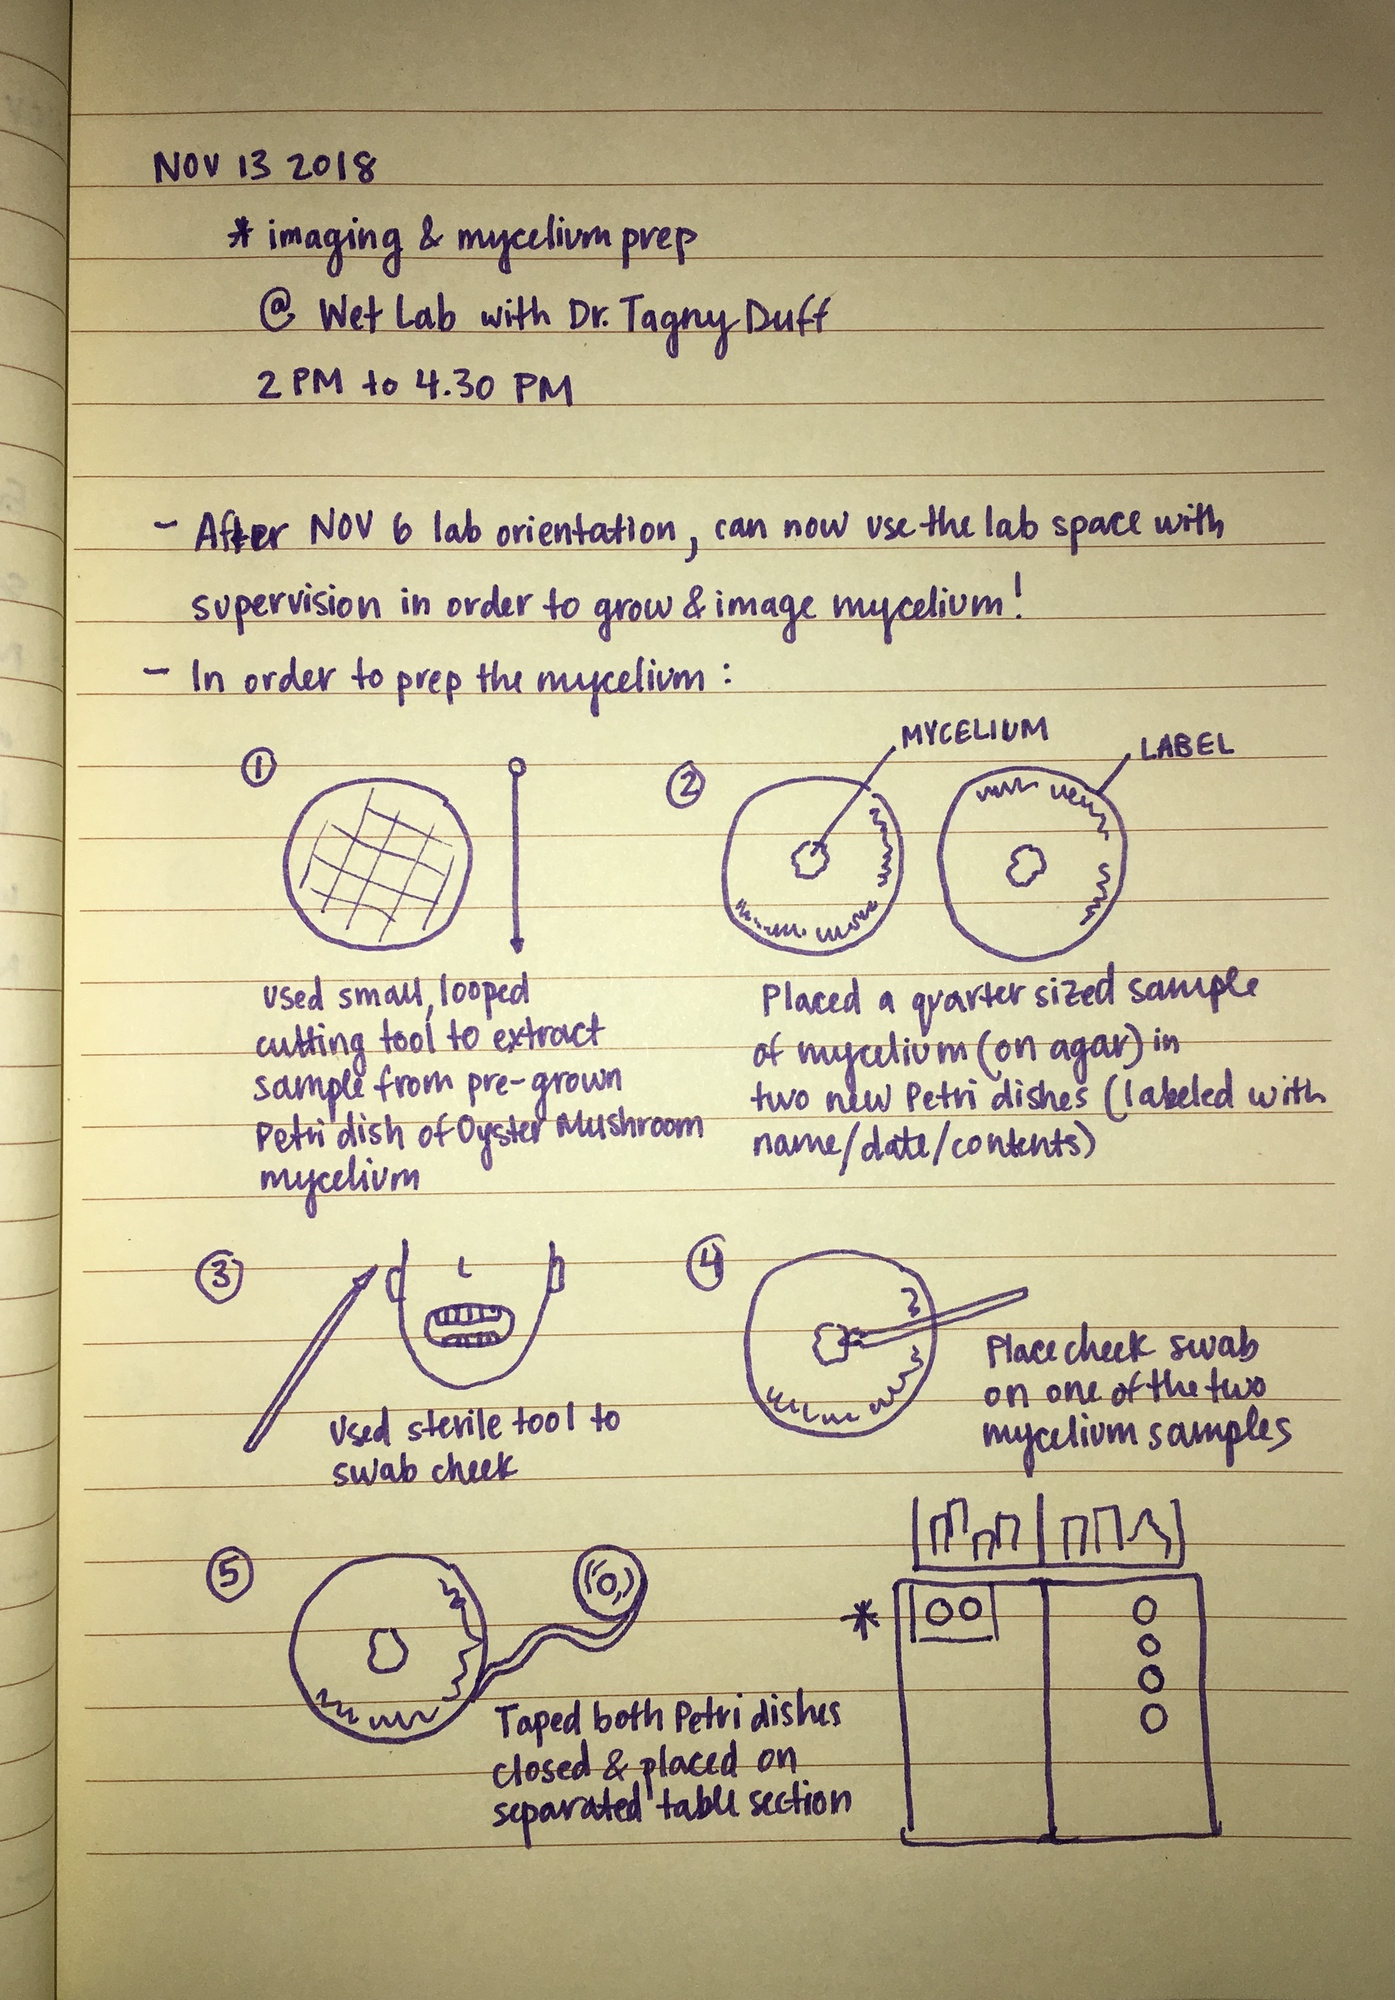 NOV 13 2018
* imaging & mycelium prep
@ Wet Lab with Dr. Tagny Duff
2 PM to 4.30 PM
- After NOV 6 lab orientation, can now use the lab space with
supervision in order to grow & image mycelium!
- In order to prep the mycelium:
①
Used small, looped
cutting tool to extract
sample from pre-grown
Petri dish of Oyster Mushroom
mycelium
②
MYCELIUM
LABEL
Placed a quarter sized sample
of mycelium (on agar) in
two new Petri dishes (labeled with
name/date/contents)
③
Used sterile tool to
swab cheek
④
Place cheek swab
on one of the two
mycelium samples
⑤
Taped both Petri dishes
closed & placed on
separated table section
*